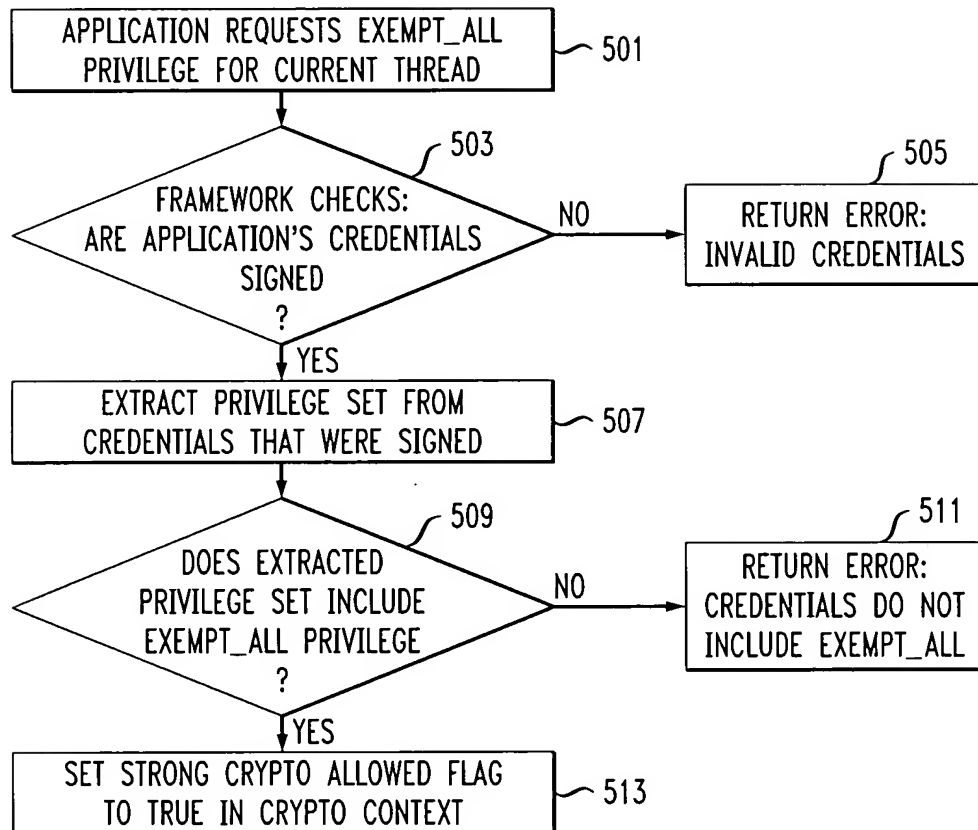 APPLICATION REQUESTS EXEMPT_ALL
PRIVILEGE FOR CURRENT THREAD
501
503
FRAMEWORK CHECKS:
ARE APPLICATION'S CREDENTIALS
SIGNED
?
NO
505
RETURN ERROR:
INVALID CREDENTIALS
YES
EXTRACT PRIVILEGE SET FROM
CREDENTIALS THAT WERE SIGNED
507
509
DOES EXTRACTED
PRIVILEGE SET INCLUDE
EXEMPT_ALL PRIVILEGE
?
NO
511
RETURN ERROR:
CREDENTIALS DO NOT
INCLUDE EXEMPT_ALL
YES
SET STRONG CRYPTO ALLOWED FLAG
TO TRUE IN CRYPTO CONTEXT
513